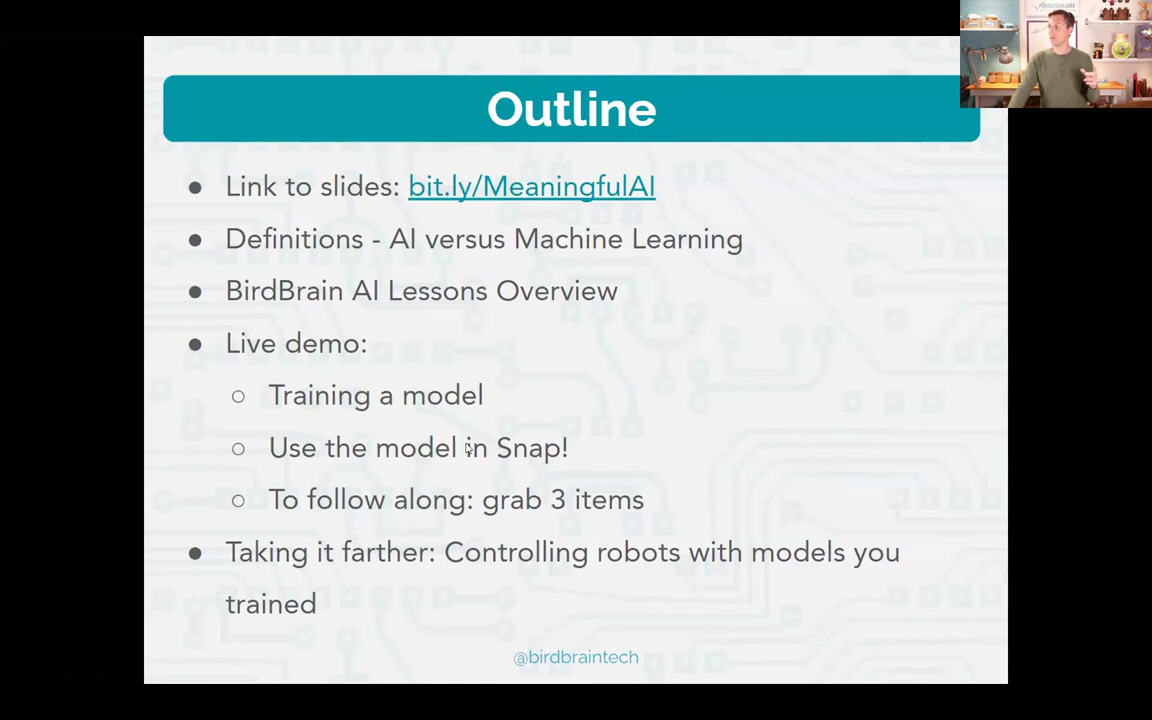 Outline
● Link to slides: bit.ly/MeaningfulAI
● Definitions - AI versus Machine Learning
● BirdBrain AI Lessons Overview
● Live demo:
○ Training a model
○ Use the model in Snap!
○ To follow along: grab 3 items
● Taking it farther: Controlling robots with models you
trained
@birdbraintech